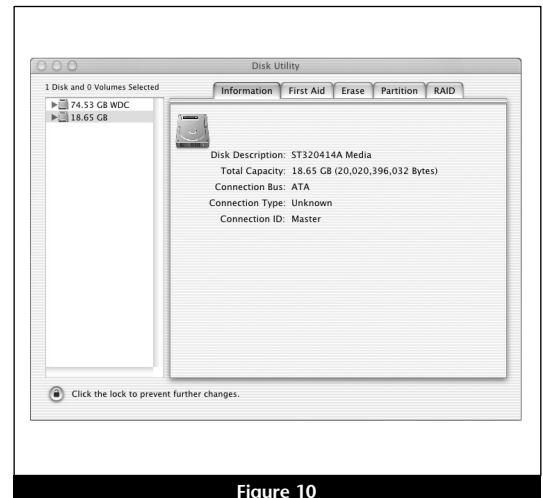 Disk Utility
1 Disk and 0 Volumes Selected
74.53 GB WDC
18.65 GB
Information First Aid Erase Partition RAID
Disk Description: ST320414A Media
Total Capacity: 18.65 GB (20,020,396,032 Bytes)
Connection Bus: ATA
Connection Type: Unknown
Connection ID: Master
Click the lock to prevent further changes.
Figure 10